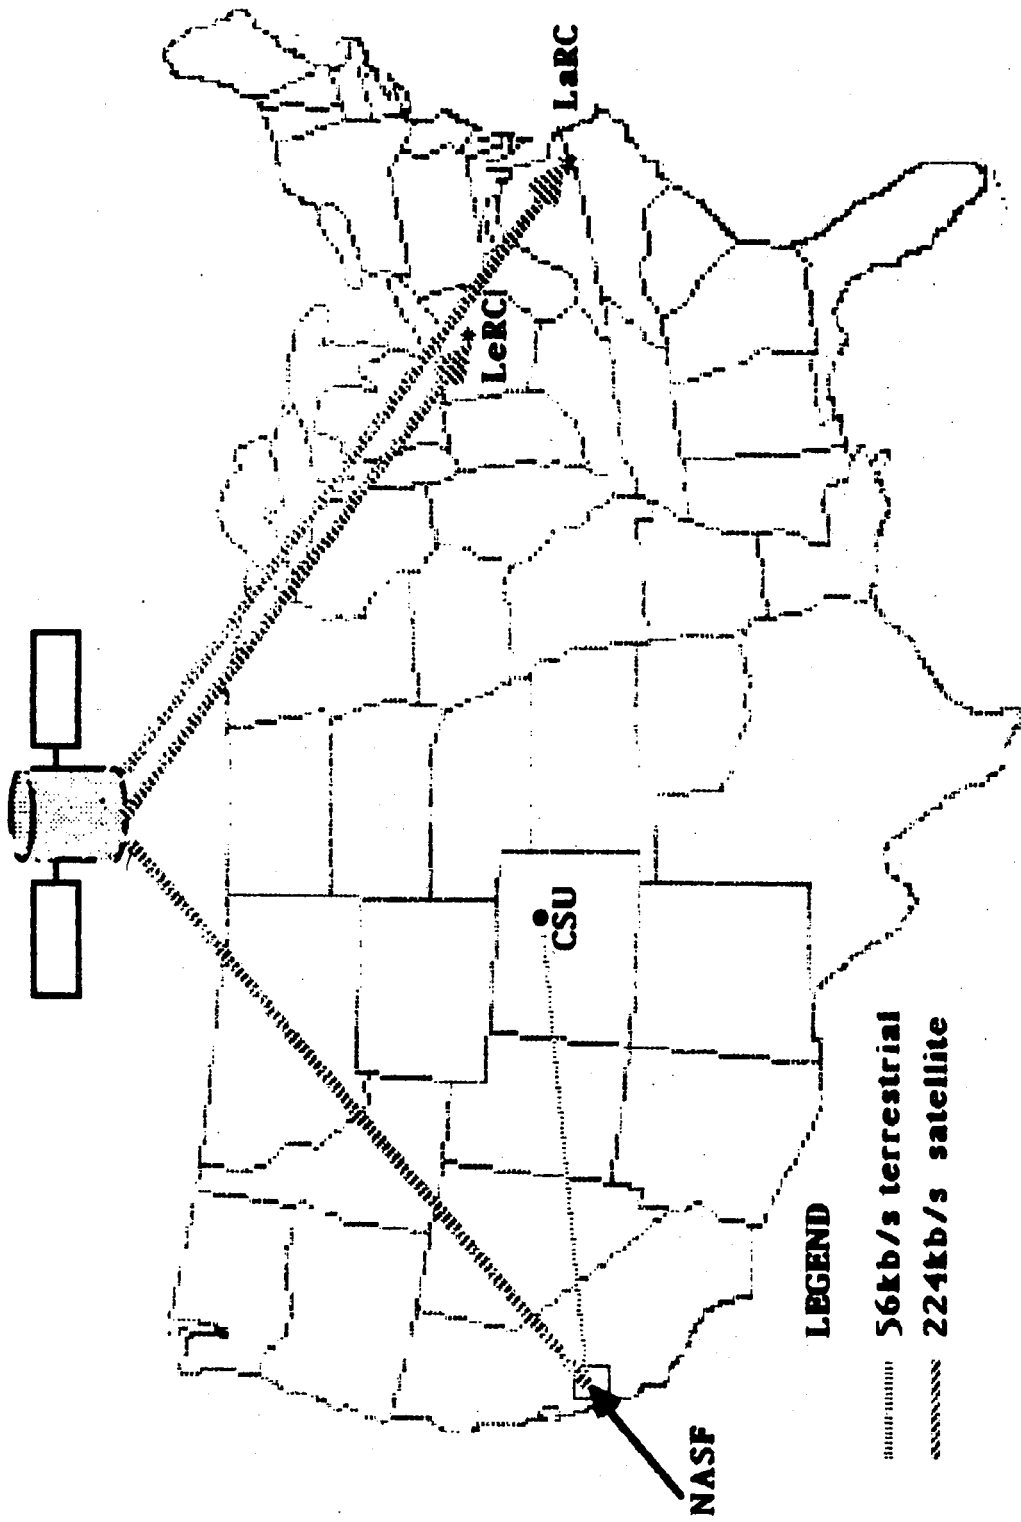 LaRC
LeRC
CSU
NASF
LEGEND
56kb/s terrestrial
224kb/s satellite